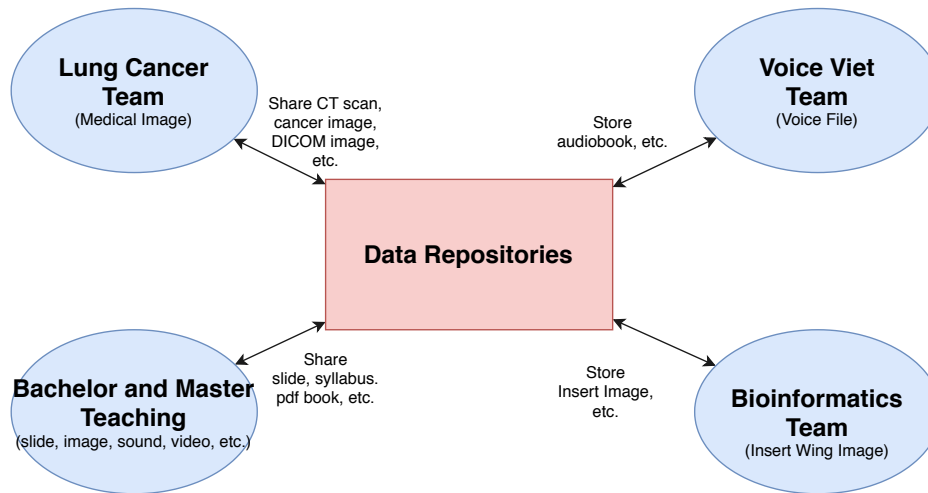 Lung Cancer
Team
(Medical Image)
Share CT scan,
cancer image,
DICOM image,
etc.
Store
audiobook, etc.
Voice Viet
Team
(Voice File)
Data Repositories
Bachelor and Master
Teaching
(slide, image, sound, video, etc.)
Share
slide, syllabus.
pdf book, etc.
Store
Insert Image,
etc.
Bioinformatics
Team
(Insert Wing Image)